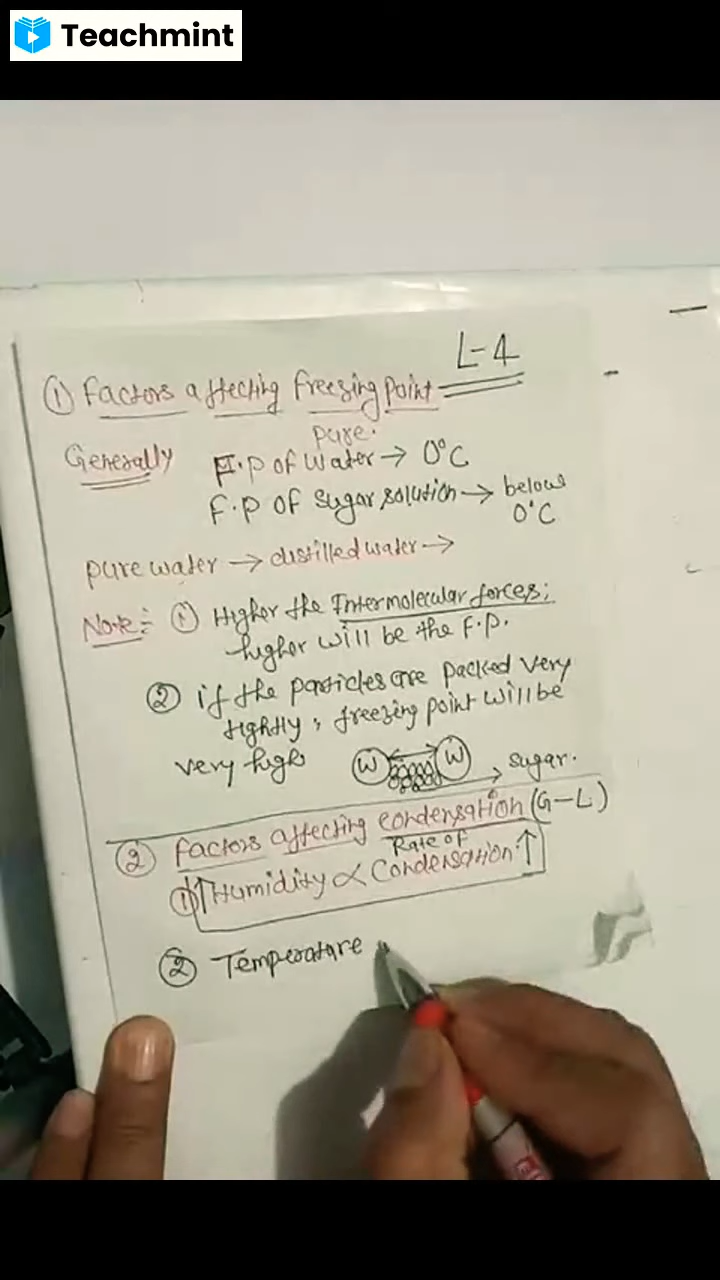 Teachmint
L-4
① Factors affecting freezing point
pure.
Generally F.p of water → 0°C
F.p of sugar solution → below 0°C
pure water → distilled water →
Note:- ① Higher the Intermolecular forces;
higher will be the F.p.
② if the particles are packed very
tightly, freezing point will be
very high
W W → sugar.
② Factors affecting condensation (G-L)
Rate of
① ↑ Humidity ∝ Condensation ↑
② Temperature